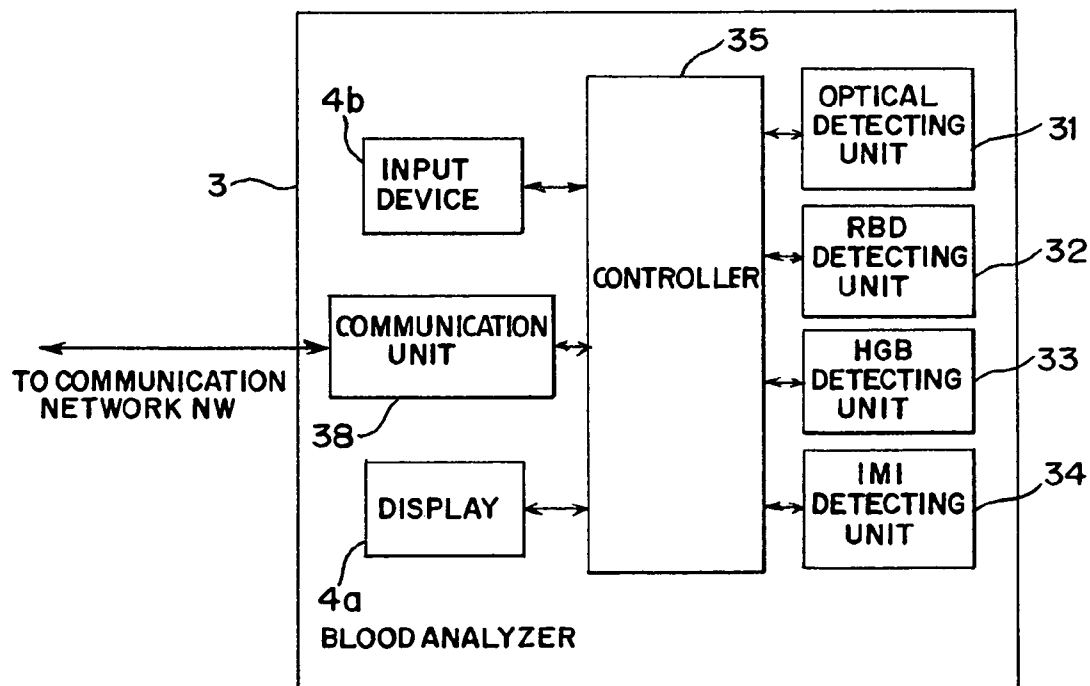 35
4b
INPUT
DEVICE
3
OPTICAL
DETECTING
UNIT
31
RBD
DETECTING
UNIT
32
CONTROLLER
COMMUNICATION
UNIT
38
TO COMMUNICATION
NETWORK NW
HGB
DETECTING
UNIT
33
DISPLAY
4a
IMI
DETECTING
UNIT
34
BLOOD ANALYZER